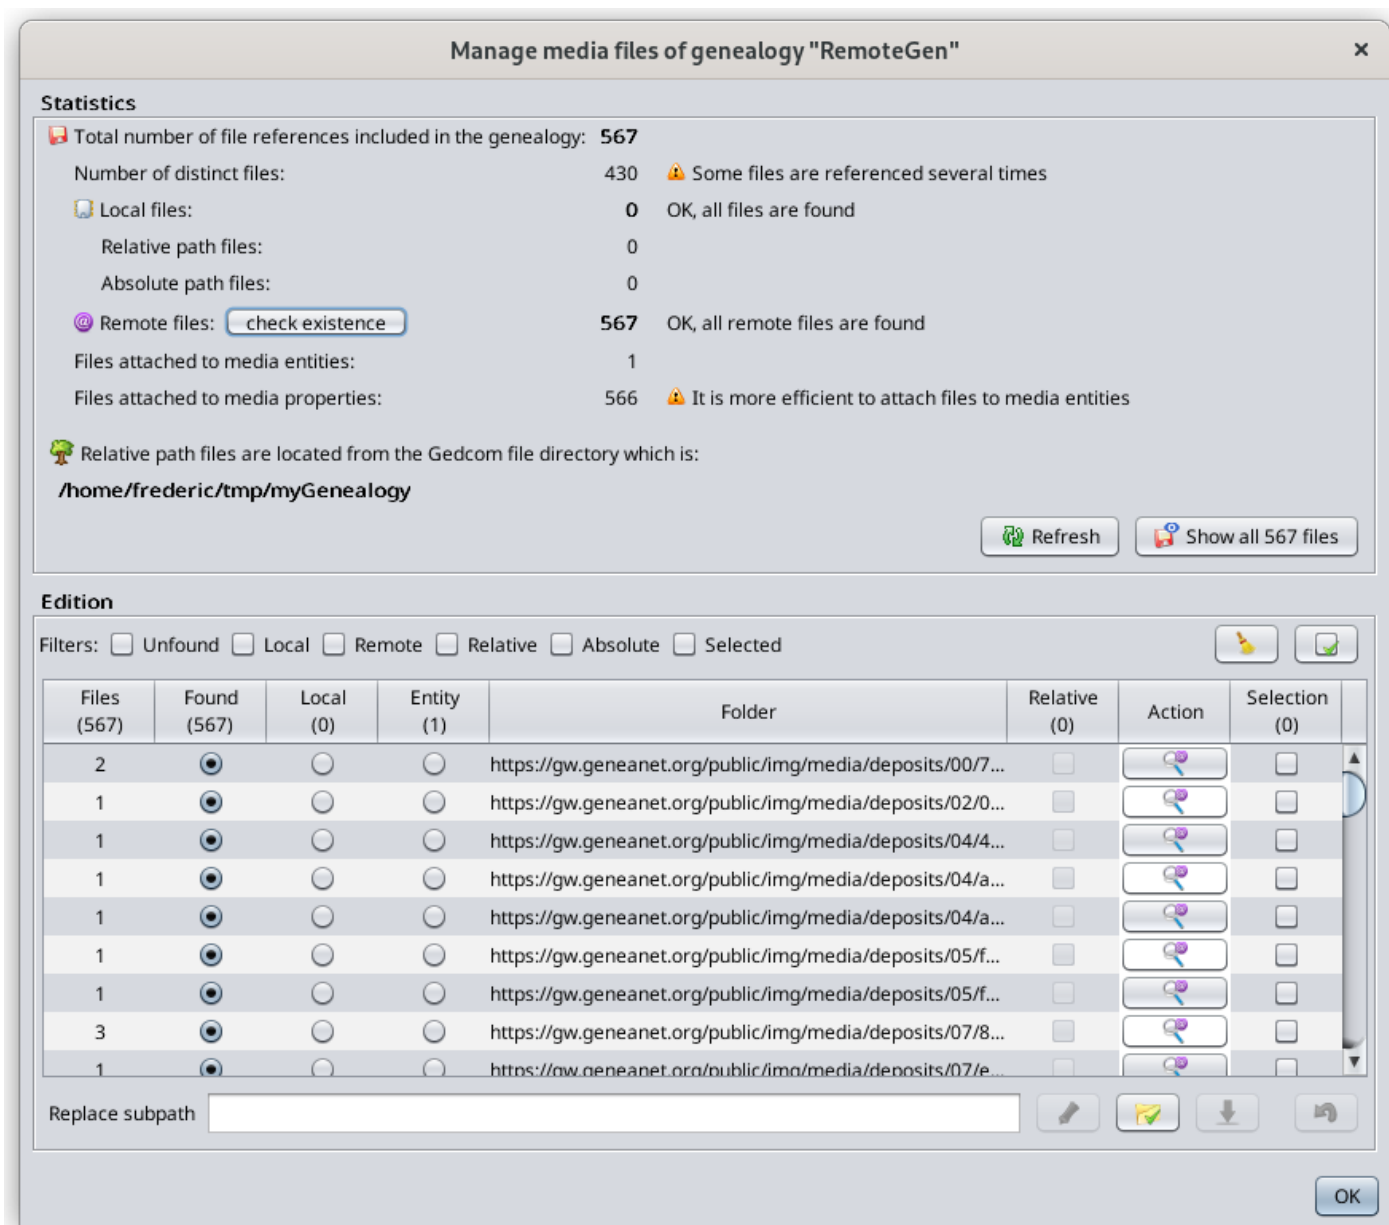 Manage media files of genealogy "RemoteGen" ×
Statistics
Total number of file references included in the genealogy: 567
Number of distinct files: 430 Some files are referenced several times
Local files: 0 OK, all files are found
Relative path files: 0
Absolute path files: 0
Remote files: check existence 567 OK, all remote files are found
Files attached to media entities: 1
Files attached to media properties: 566 It is more efficient to attach files to media entities
Relative path files are located from the Gedcom file directory which is:
/home/frederic/tmp/myGenealogy
Refresh Show all 567 files
Edition
Filters: Unfound Local Remote Relative Absolute Selected
Files Found Local Entity Folder Relative Action Selection
(567) (567) (0) (1) (0) (0)
2 https://gw.geneanet.org/public/img/media/deposits/00/7...
1 https://gw.geneanet.org/public/img/media/deposits/02/0...
1 https://gw.geneanet.org/public/img/media/deposits/04/4...
1 https://gw.geneanet.org/public/img/media/deposits/04/a...
1 https://gw.geneanet.org/public/img/media/deposits/04/a...
1 https://gw.geneanet.org/public/img/media/deposits/05/f...
1 https://gw.geneanet.org/public/img/media/deposits/05/f...
3 https://gw.geneanet.org/public/img/media/deposits/07/8...
1 https://gw.geneanet.org/public/img/media/deposits/07/e...
Replace subpath
OK